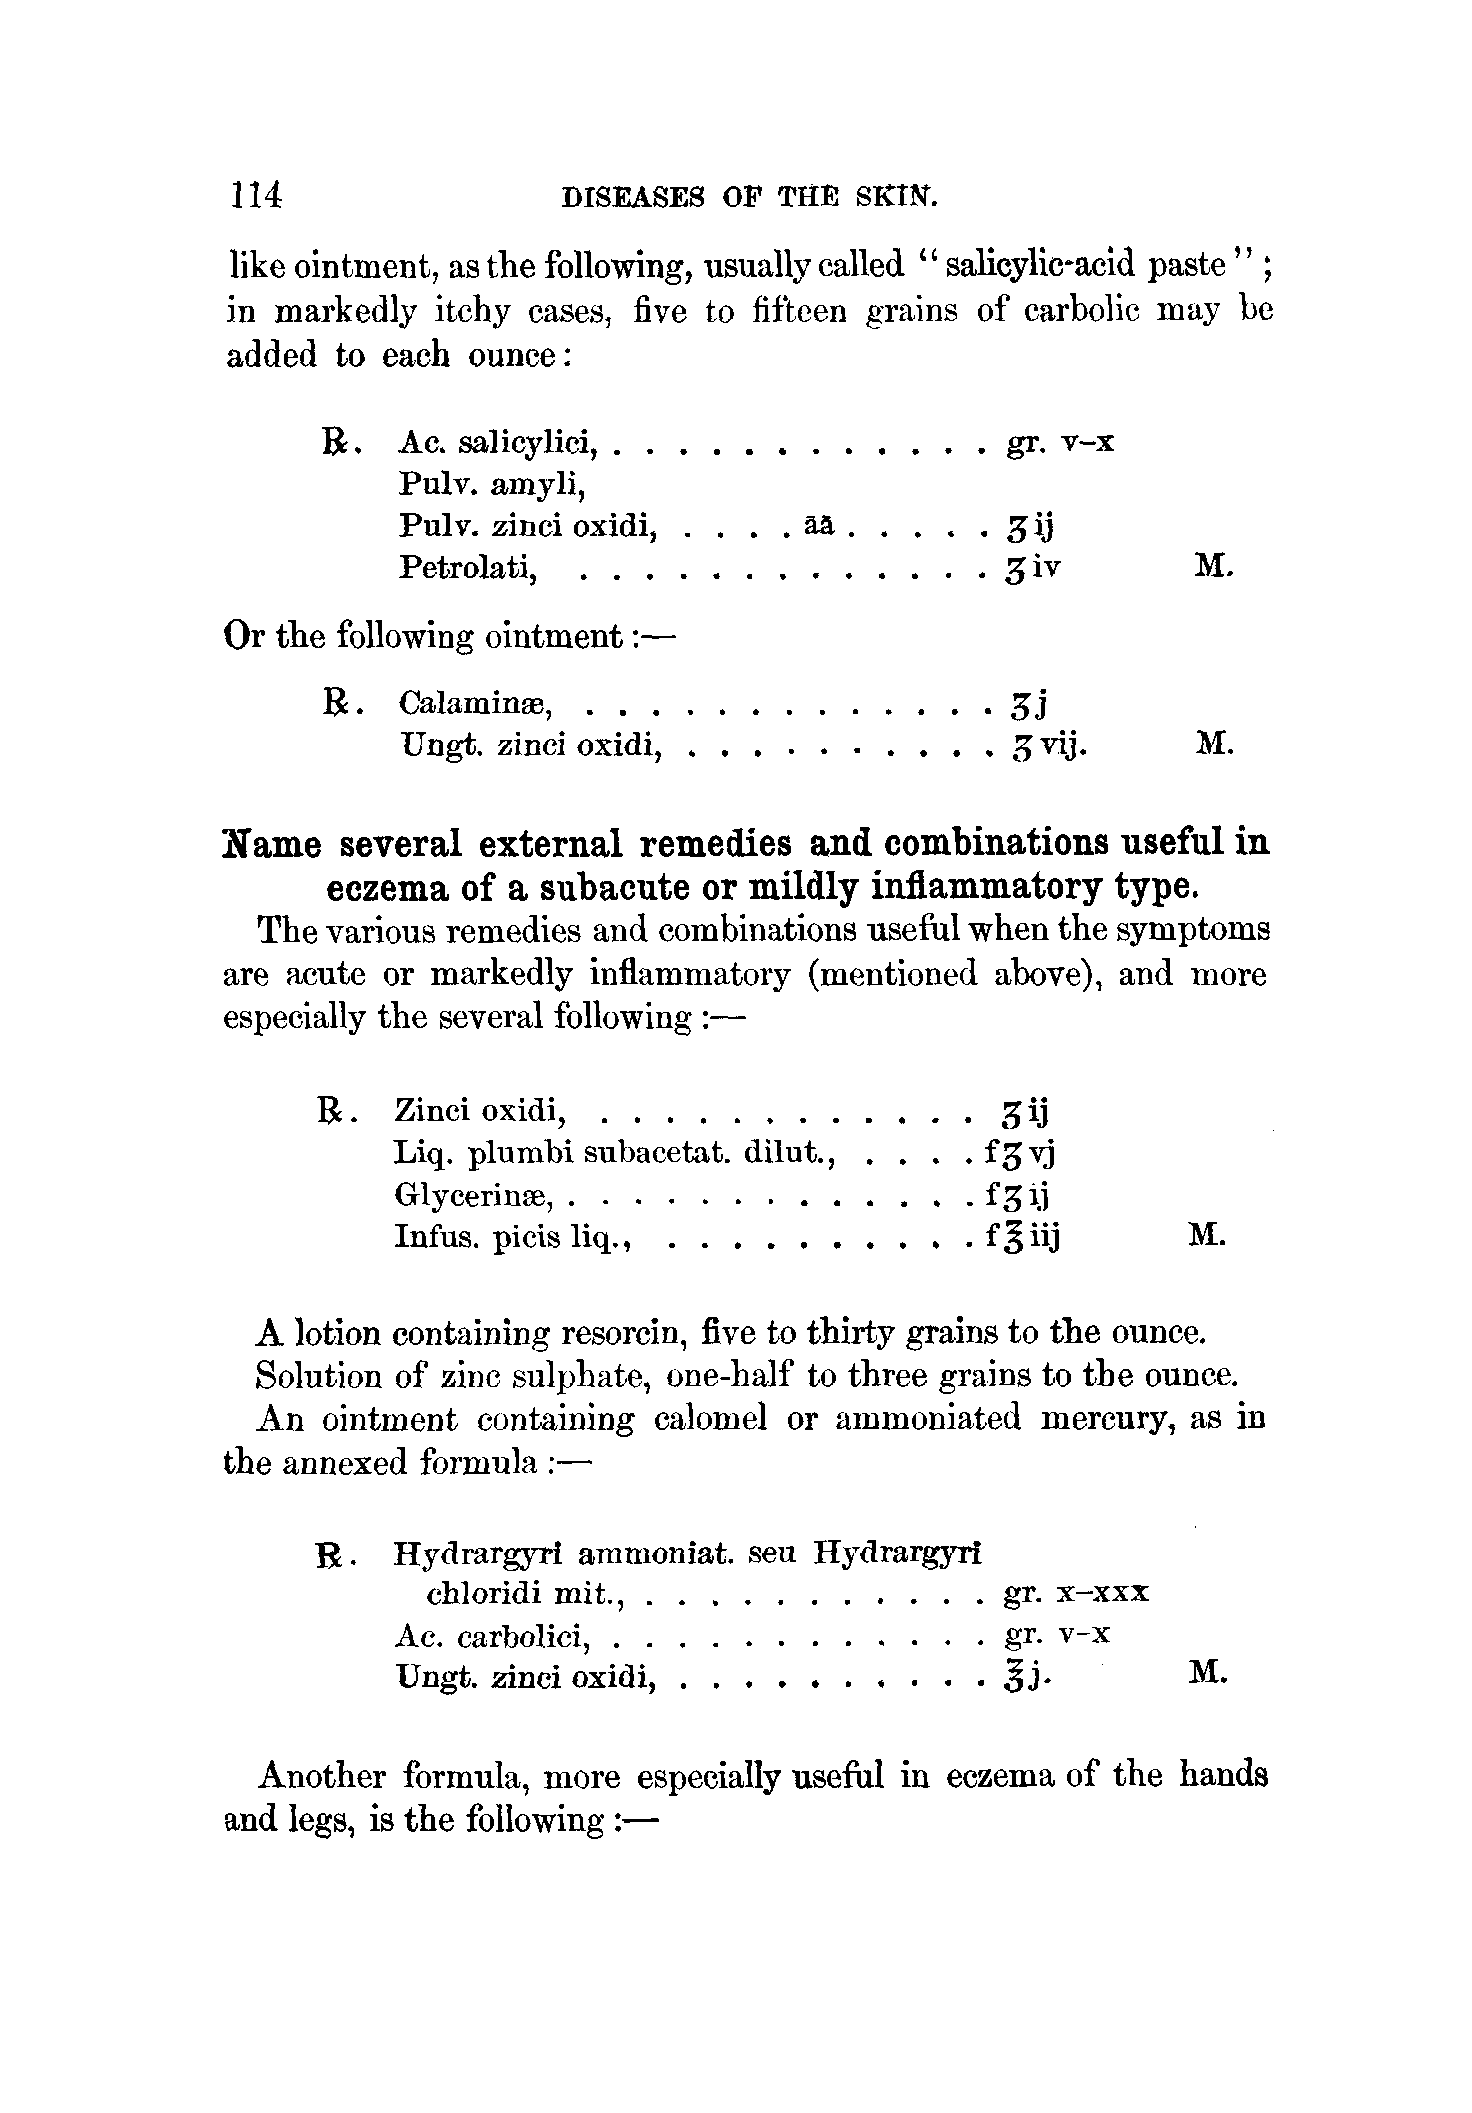 114 DISEASES OF THE SKIN.
like ointment, as the following, usually called “ salicylic-acid paste ” ;
in markedly itchy cases, five to fifteen grains of carbolic may be
added to each ounce :
℞. Ac. salicylici, . . . . . . . . . . . . gr. v–x
Pulv. amyli,
Pulv. zinci oxidi, . . . . āā . . . . . ʒ ij
Petrolati, . . . . . . . . . . . . . ʒ iv M.
Or the following ointment :—
℞. Calaminæ, . . . . . . . . . . . . . ʒ j
Ungt. zinci oxidi, . . . . . . . . . . ʒ vij. M.
Name several external remedies and combinations useful in
eczema of a subacute or mildly inflammatory type.
The various remedies and combinations useful when the symptoms
are acute or markedly inflammatory (mentioned above), and more
especially the several following :—
℞. Zinci oxidi, . . . . . . . . . . . . ʒ ij
Liq. plumbi subacetat. dilut., . . . . f ʒ vj
Glycerinæ, . . . . . . . . . . . . . f ʒ ij
Infus. picis liq., . . . . . . . . . . f ℥ iij M.
A lotion containing resorcin, five to thirty grains to the ounce.
Solution of zinc sulphate, one-half to three grains to the ounce.
An ointment containing calomel or ammoniated mercury, as in
the annexed formula :—
℞. Hydrargyri ammoniat. seu Hydrargyri
chloridi mit., . . . . . . . . . . . gr. x–xxx
Ac. carbolici, . . . . . . . . . . . . gr. v–x
Ungt. zinci oxidi, . . . . . . . . . . ℥ j. M.
Another formula, more especially useful in eczema of the hands
and legs, is the following :—